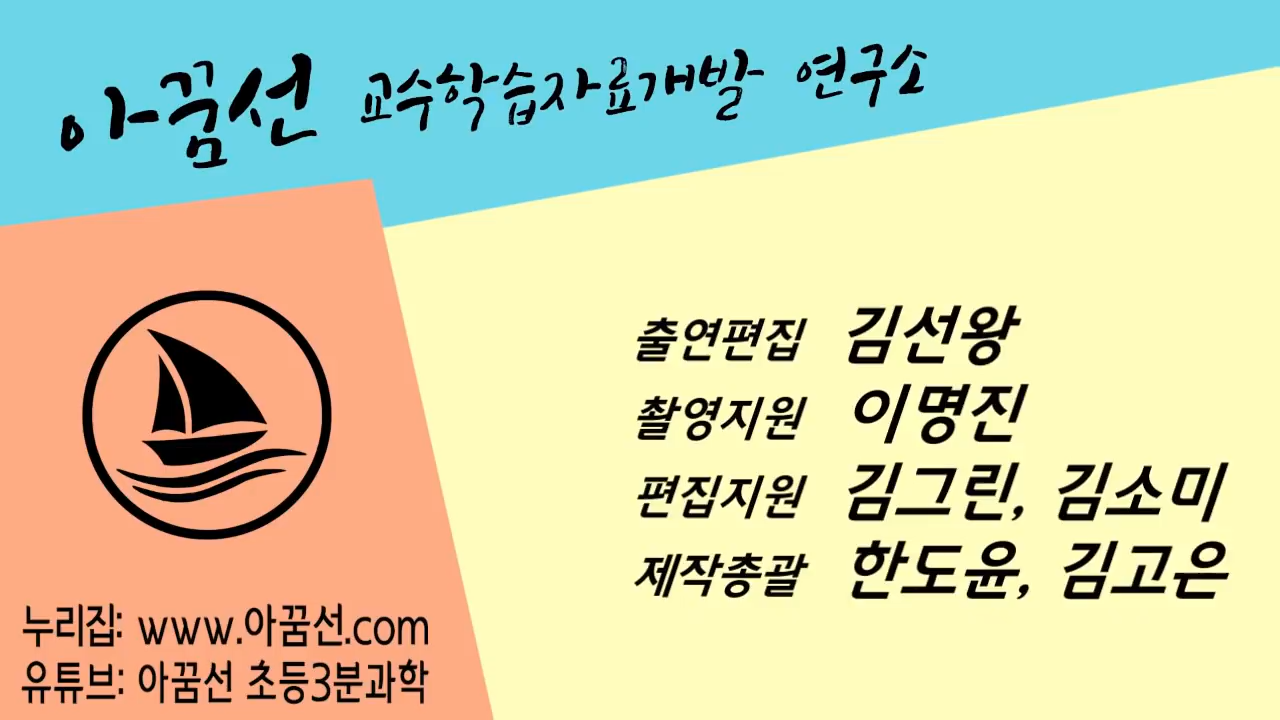 아꿈선 교수학습자료개발 연구소
출연편집 김선왕
촬영지원 이명진
편집지원 김그린, 김소미
제작총괄 한도윤, 김고은
누리집: www.아꿈선.com
유튜브: 아꿈선 초등3분과학